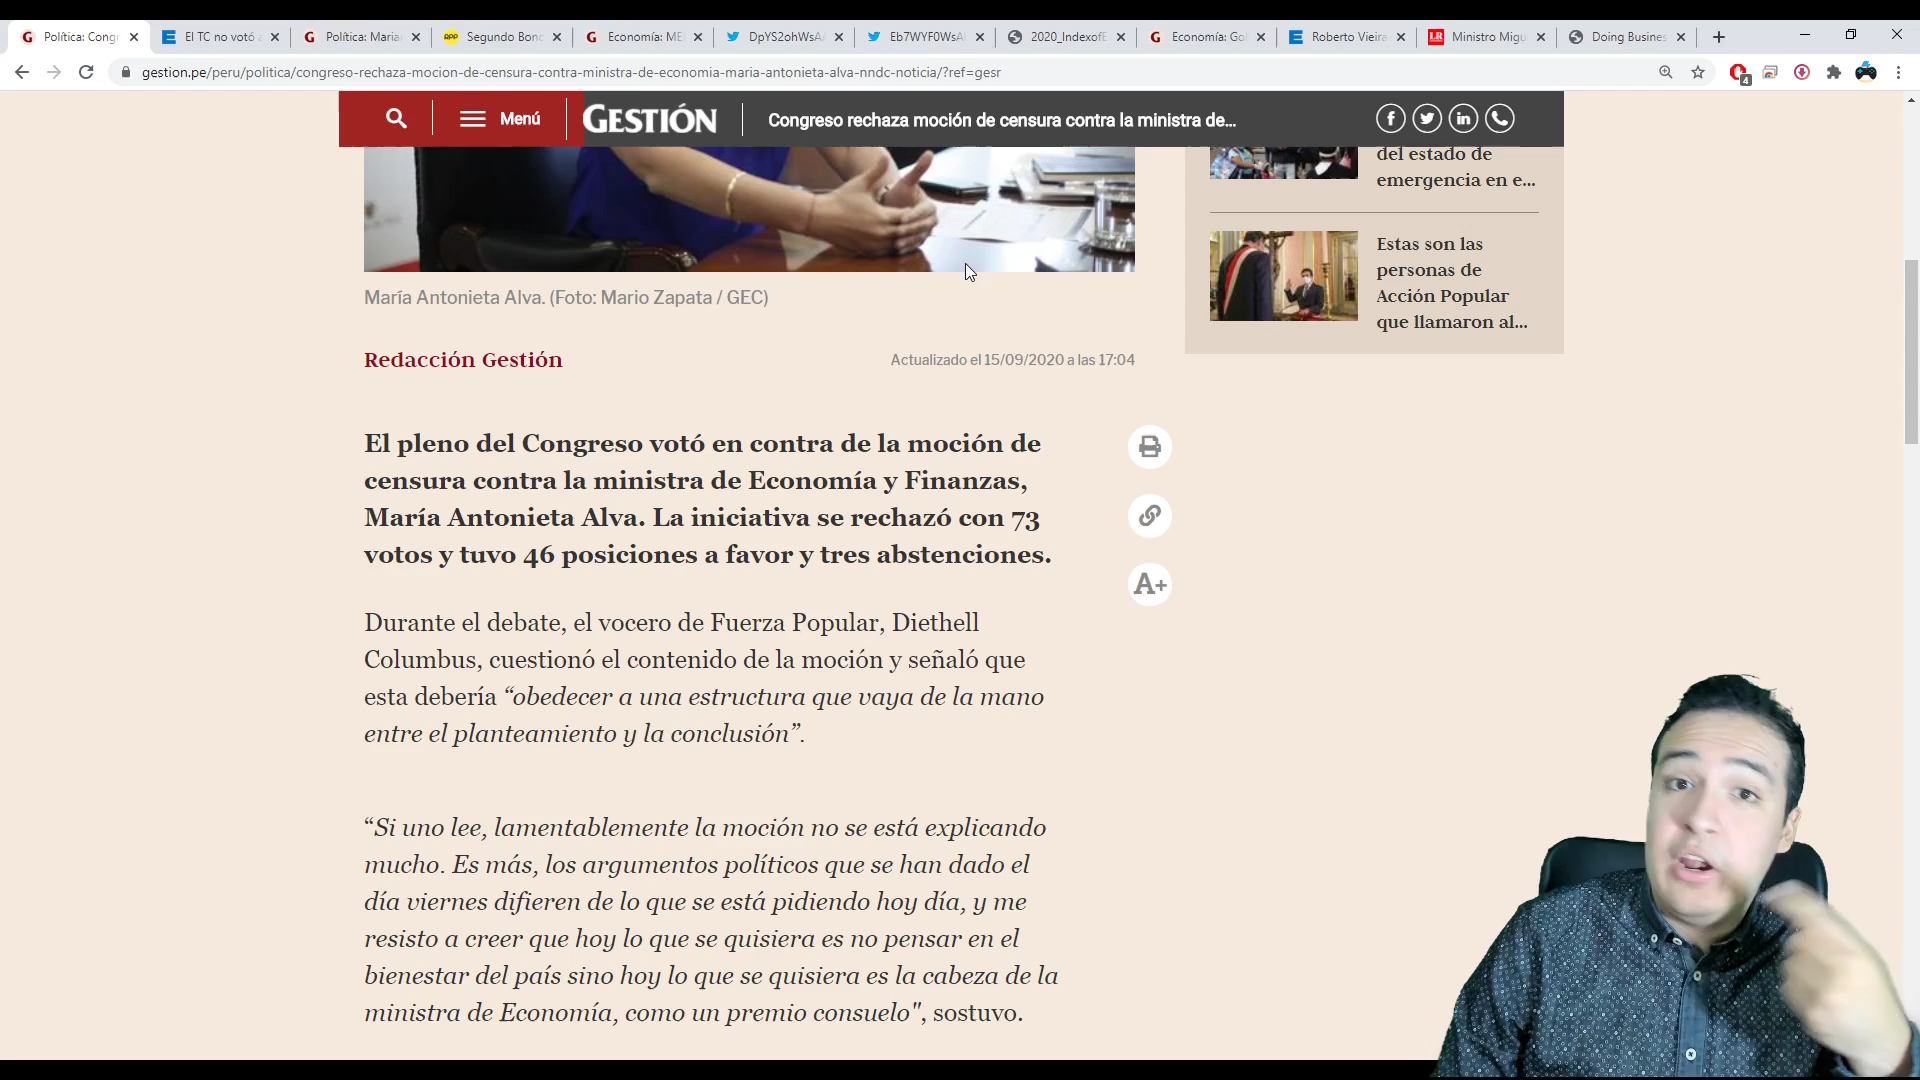 Política: Cong
El TC no votó
Política: Maria
RPP
Segundo Bon
Economía: ME
DpYS2ohWsA
Eb7WYF0WsA
2020_IndexofE
Economía: Go
Roberto Vieira
LR
Ministro Migu
Doing Busines
gestion.pe/peru/politica/congreso-rechaza-mocion-de-censura-contra-ministra-de-economia-maria-antonieta-alva-nndc-noticia/?ref=gesr
4
Menú
GESTIÓN
Congreso rechaza moción de censura contra la ministra de...
del estado de
emergencia en e...
Estas son las
personas de
Acción Popular
que llamaron al...
María Antonieta Alva. (Foto: Mario Zapata / GEC)
Redacción Gestión
Actualizado el 15/09/2020 a las 17:04
El pleno del Congreso votó en contra de la moción de
censura contra la ministra de Economía y Finanzas,
María Antonieta Alva. La iniciativa se rechazó con 73
votos y tuvo 46 posiciones a favor y tres abstenciones.
A+
Durante el debate, el vocero de Fuerza Popular, Diethell
Columbus, cuestionó el contenido de la moción y señaló que
esta debería “obedecer a una estructura que vaya de la mano
entre el planteamiento y la conclusión”.
“Si uno lee, lamentablemente la moción no se está explicando
mucho. Es más, los argumentos políticos que se han dado el
día viernes difieren de lo que se está pidiendo hoy día, y me
resisto a creer que hoy lo que se quisiera es no pensar en el
bienestar del país sino hoy lo que se quisiera es la cabeza de la
ministra de Economía, como un premio consuelo", sostuvo.